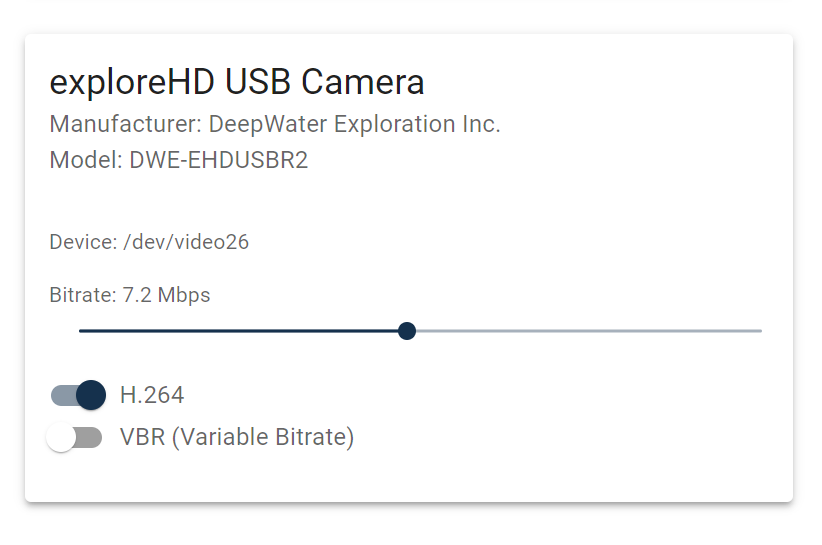 exploreHD USB Camera
Manufacturer: DeepWater Exploration Inc.
Model: DWE-EHDUSBR2
Device: /dev/video26
Bitrate: 7.2 Mbps
H.264
VBR (Variable Bitrate)